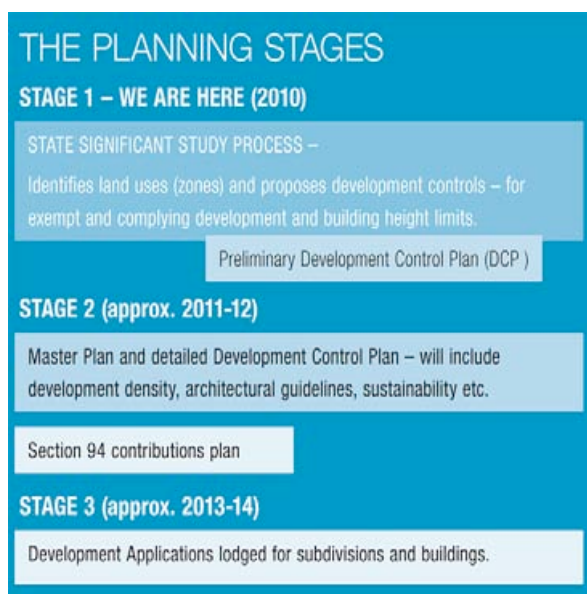 THE PLANNING STAGES
STAGE 1 – WE ARE HERE (2010)
STATE SIGNIFICANT STUDY PROCESS –
Identifies land uses (zones) and proposes development controls – for
exempt and complying development and building height limits.
Preliminary Development Control Plan (DCP )
STAGE 2 (approx. 2011-12)
Master Plan and detailed Development Control Plan – will include
development density, architectural guidelines, sustainability etc.
Section 94 contributions plan
STAGE 3 (approx. 2013-14)
Development Applications lodged for subdivisions and buildings.